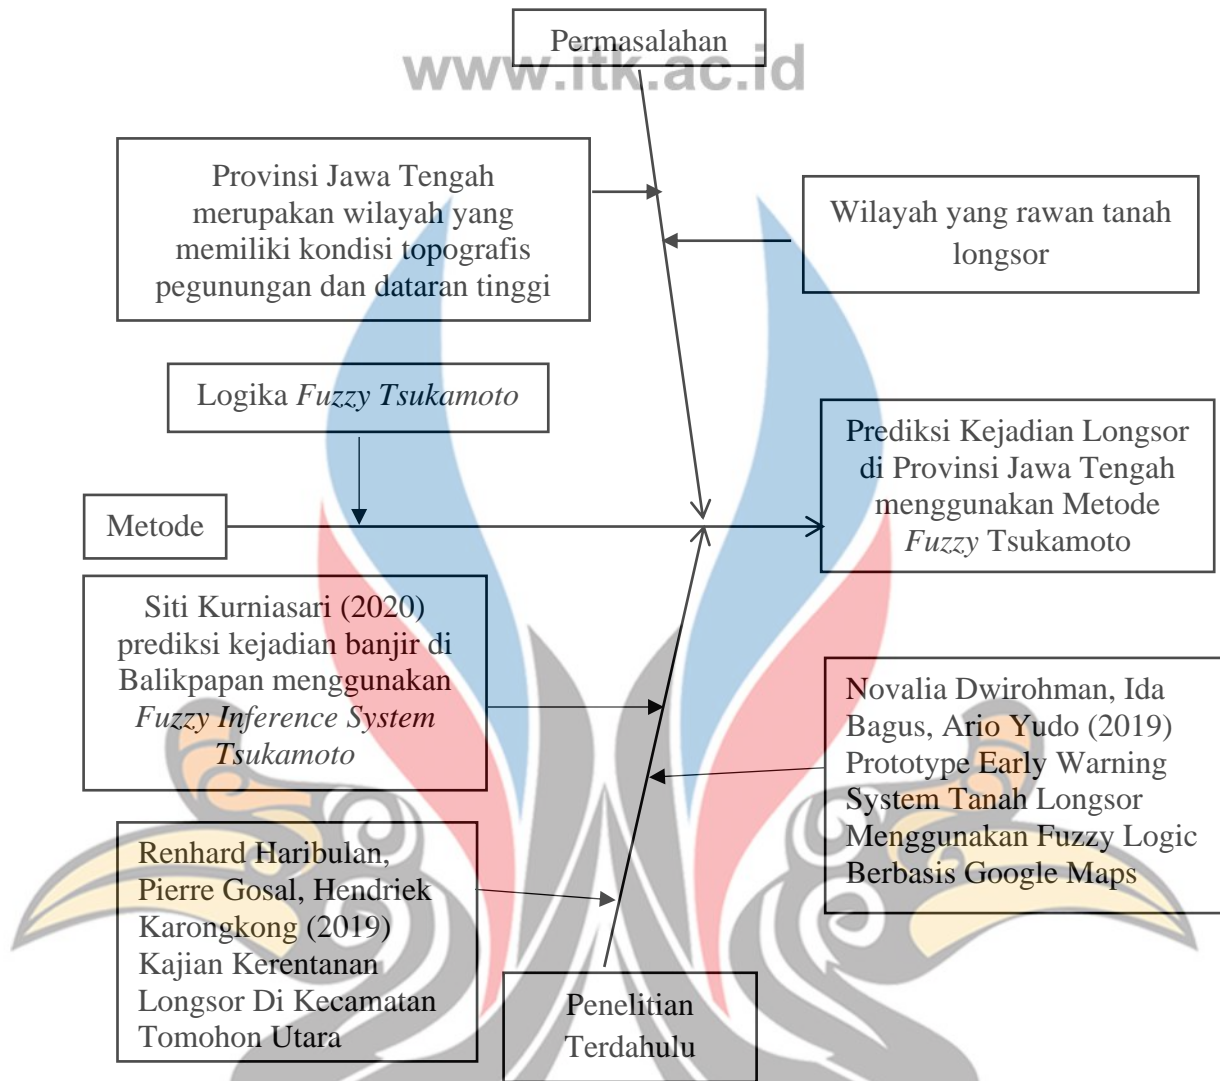 Permasalahan
www.itk.ac.id
Provinsi Jawa Tengah
merupakan wilayah yang
memiliki kondisi topografis
pegunungan dan dataran tinggi
Wilayah yang rawan tanah
longsor
Logika Fuzzy Tsukamoto
Prediksi Kejadian Longsor
di Provinsi Jawa Tengah
menggunakan Metode
Fuzzy Tsukamoto
Metode
Siti Kurniasari (2020)
prediksi kejadian banjir di
Balikpapan menggunakan
Fuzzy Inference System
Tsukamoto
Novalia Dwirohman, Ida
Bagus, Ario Yudo (2019)
Prototype Early Warning
System Tanah Longsor
Menggunakan Fuzzy Logic
Berbasis Google Maps
Renhard Haribulan,
Pierre Gosal, Hendriek
Karongkong (2019)
Kajian Kerentanan
Longsor Di Kecamatan
Tomohon Utara
Penelitian
Terdahulu